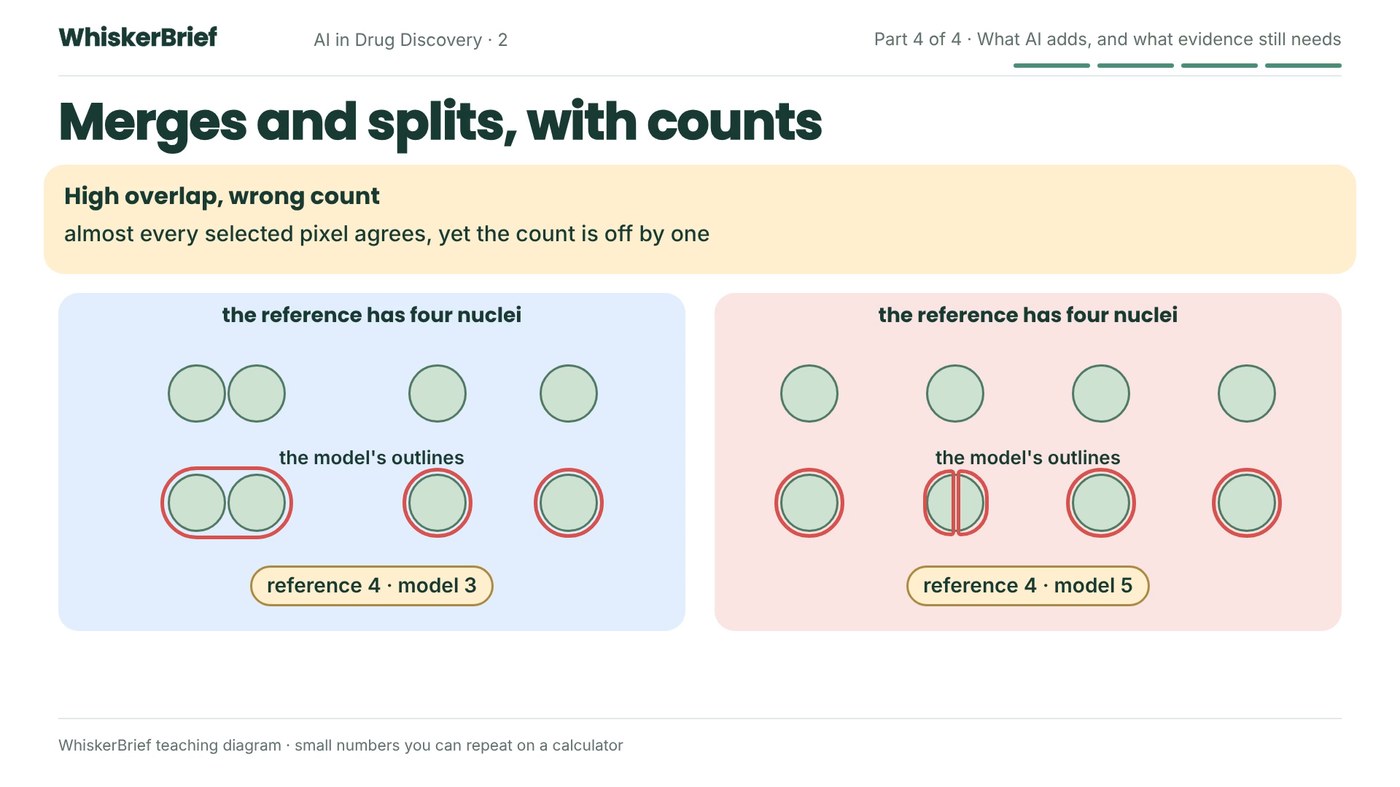 WhiskerBrief
AI in Drug Discovery · 2
Part 4 of 4 · What AI adds, and what evidence still needs
Merges and splits, with counts
High overlap, wrong count
almost every selected pixel agrees, yet the count is off by one
the reference has four nuclei
the model's outlines
reference 4 · model 3
the reference has four nuclei
the model's outlines
reference 4 · model 5
WhiskerBrief teaching diagram · small numbers you can repeat on a calculator